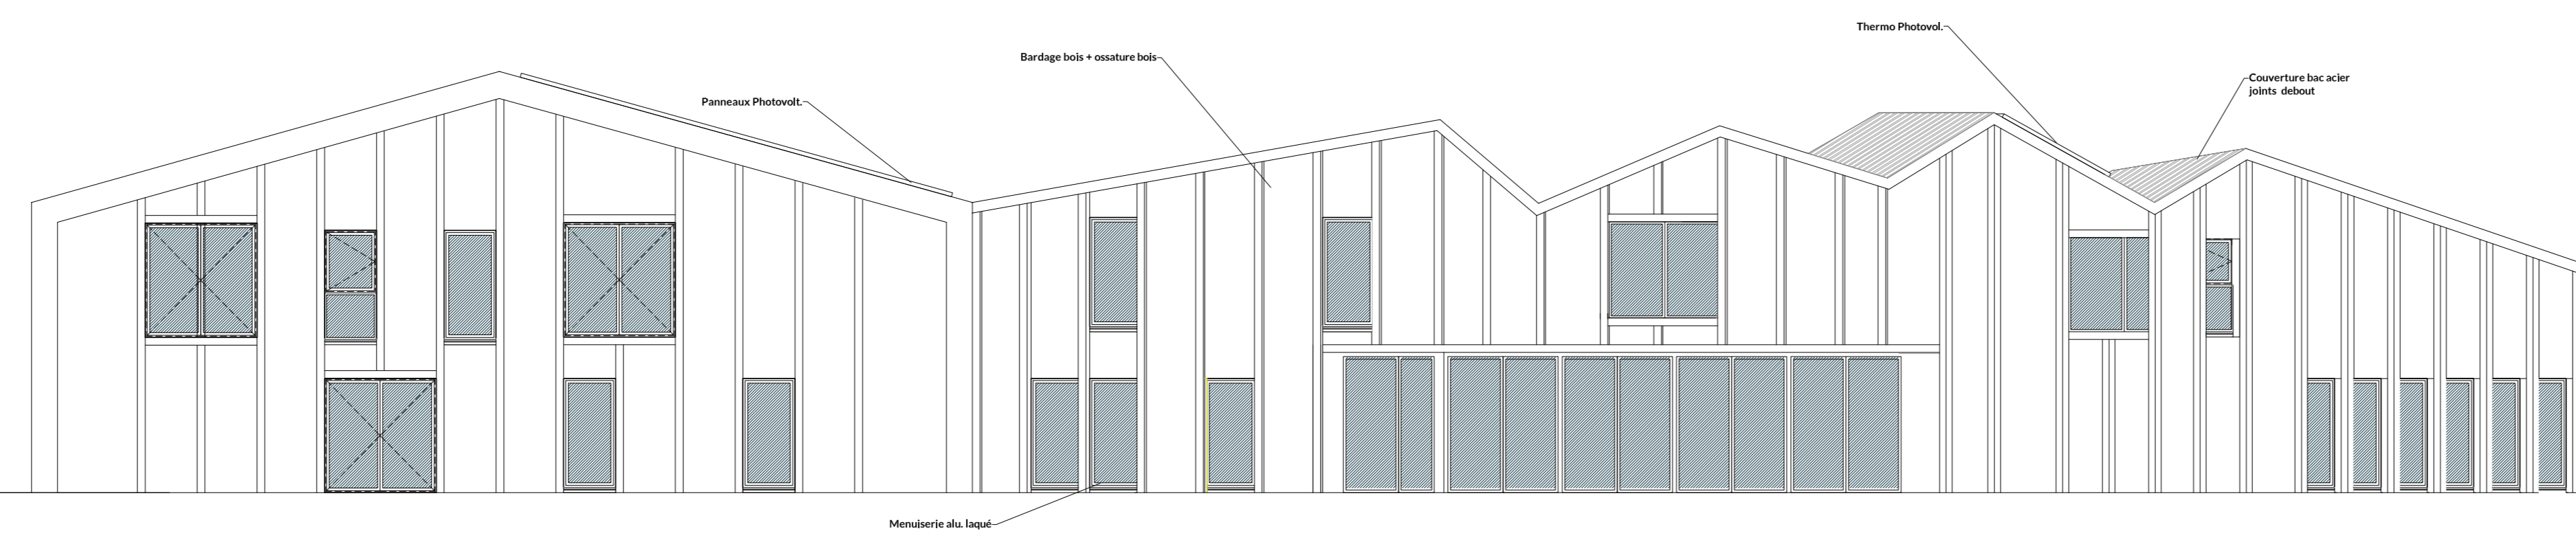 Thermo Photovol.
Bardage bois + ossature bois
Couverture bac acier
joints debout
Panneaux Photovolt.
Menuiserie alu. laqué